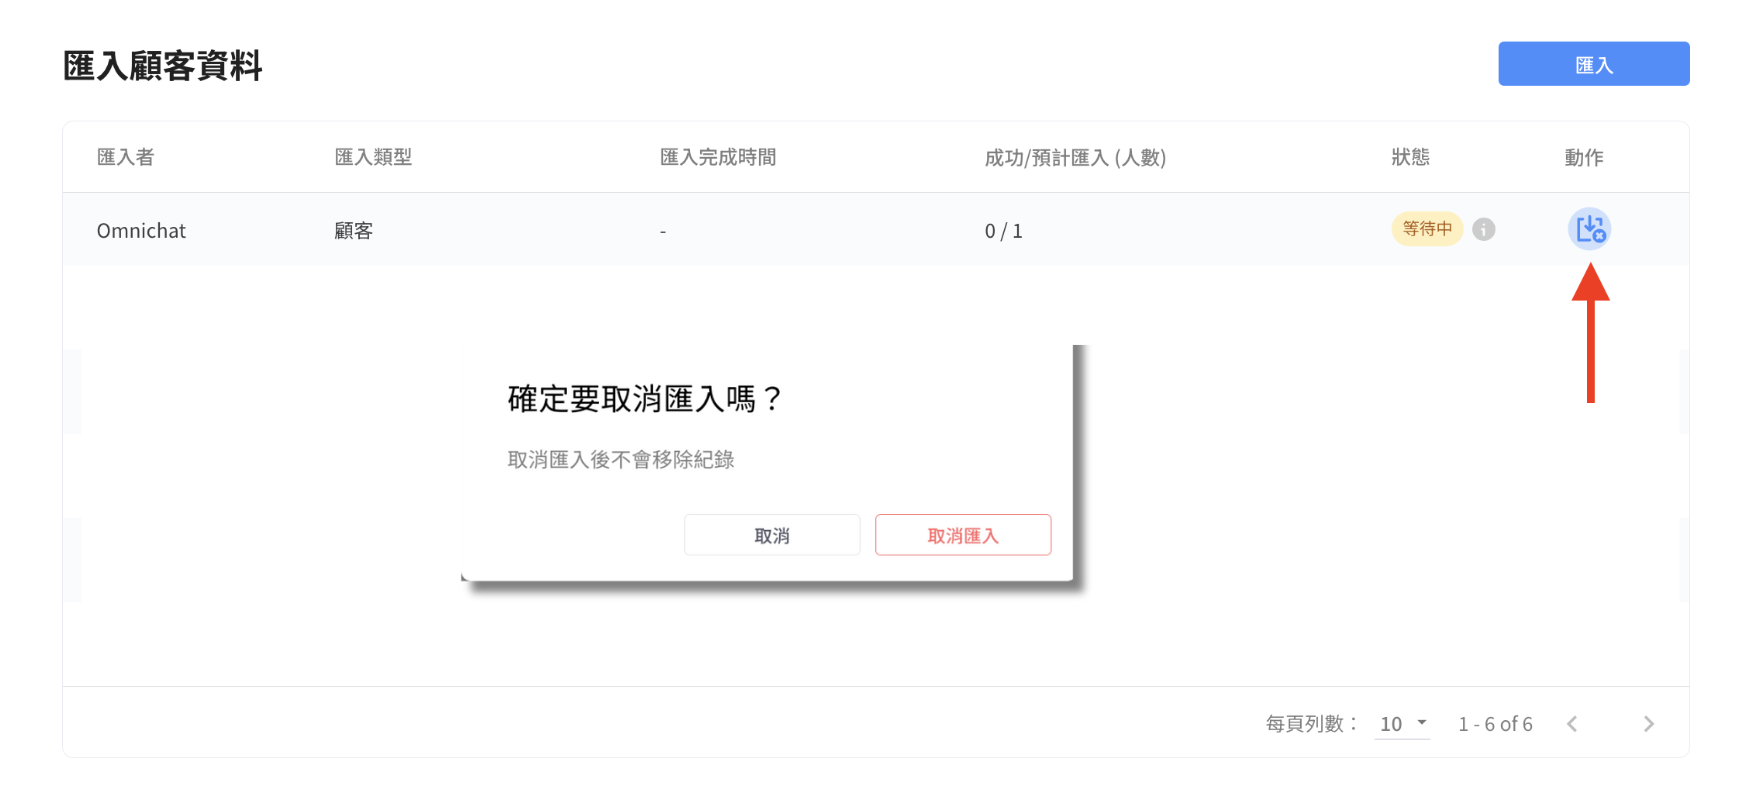 匯入顧客資料
匯入
匯入者 匯入類型 匯入完成時間 成功/預計匯入 (人數) 狀態 動作
Omnichat 顧客 - 0 / 1 等待中
確定要取消匯入嗎？
取消匯入後不會移除紀錄
取消 取消匯入
每頁列數： 10 1 - 6 of 6